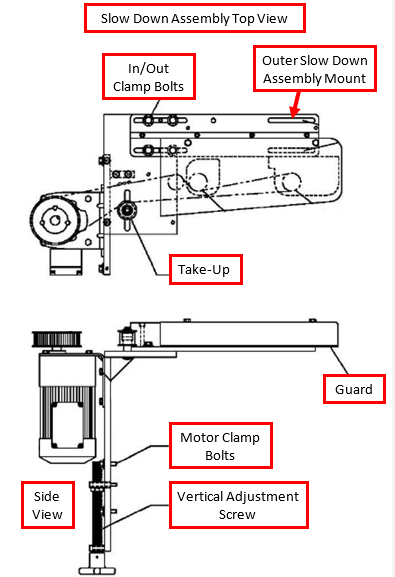 Slow Down Assembly Top View
In/Out
Clamp Bolts
Outer Slow Down
Assembly Mount
Take-Up
Guard
Motor Clamp
Bolts
Side
View
Vertical Adjustment
Screw